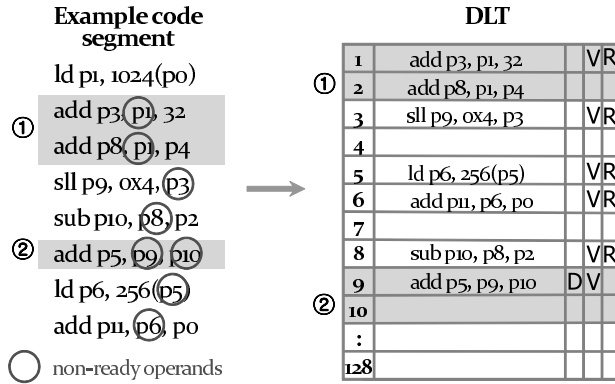 Example code
segment
ld p1, 1024(p0)
① add p3, p1, 32
add p8, p1, p4
sll p9, 0x4, p3
sub p10, p8, p2
② add p5, p9, p10
ld p6, 256(p5)
add p11, p6, p0
non-ready operands
DLT
①
1 add p3, p1, 32 V R
2 add p8, p1, p4
3 sll p9, 0x4, p3 V R
4
5 ld p6, 256(p5) V R
6 add p11, p6, p0 V R
7
8 sub p10, p8, p2 V R
②
9 add p5, p9, p10 D V
10
:
128